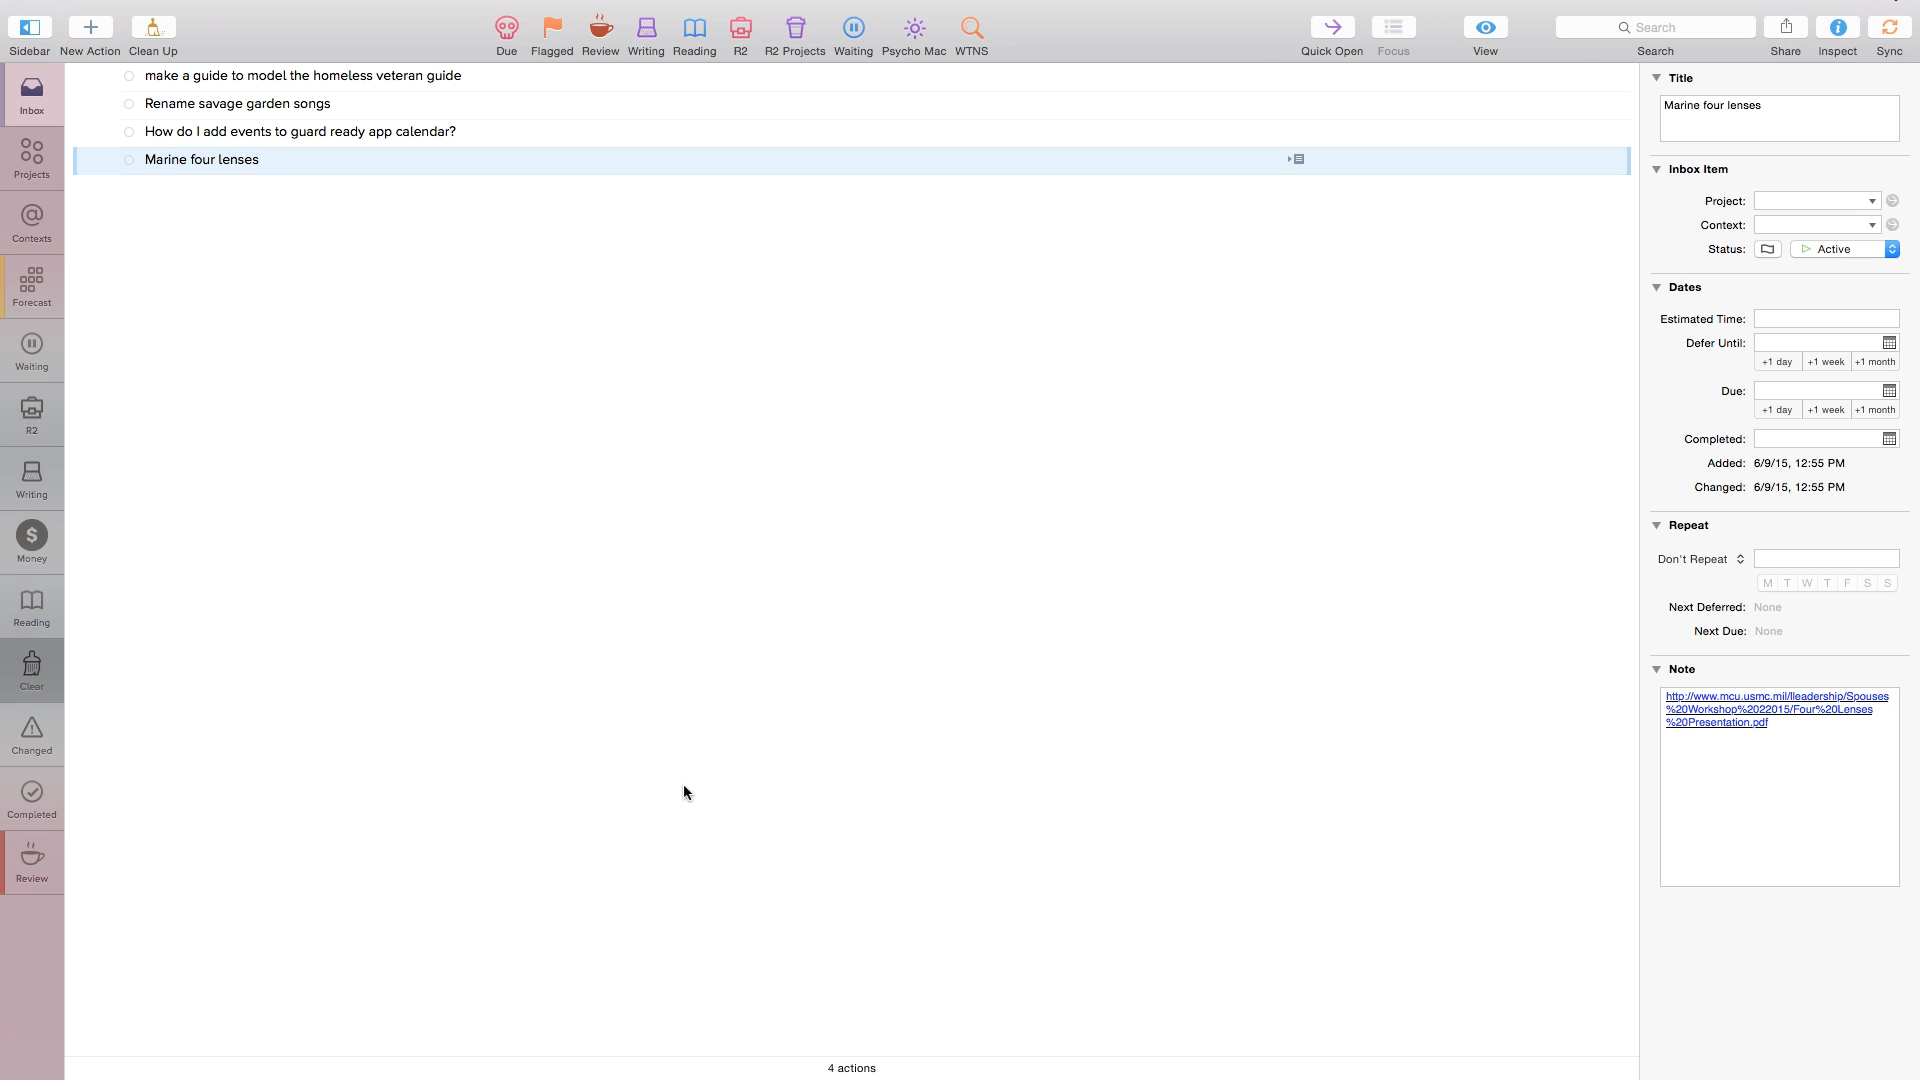 Sidebar
New Action
Clean Up
Due
Flagged
Review
Writing
Reading
R2
R2 Projects
Waiting
Psycho Mac
WTNS
Quick Open
Focus
View
Search
Search
Share
Inspect
Sync
Inbox
Projects
Contexts
Forecast
Waiting
R2
Writing
Money
Reading
Clear
Changed
Completed
Review
make a guide to model the homeless veteran guide
Rename savage garden songs
How do I add events to guard ready app calendar?
Marine four lenses
4 actions
Title
Marine four lenses
Inbox Item
Project:
Context:
Status: Active
Dates
Estimated Time:
Defer Until:
+1 day +1 week +1 month
Due:
+1 day +1 week +1 month
Completed:
Added: 6/9/15, 12:55 PM
Changed: 6/9/15, 12:55 PM
Repeat
Don't Repeat
M T W T F S S
Next Deferred: None
Next Due: None
Note
http://www.mcu.usmc.mil/lleadership/Spouses
%20Workshop%2022015/Four%20Lenses
%20Presentation.pdf